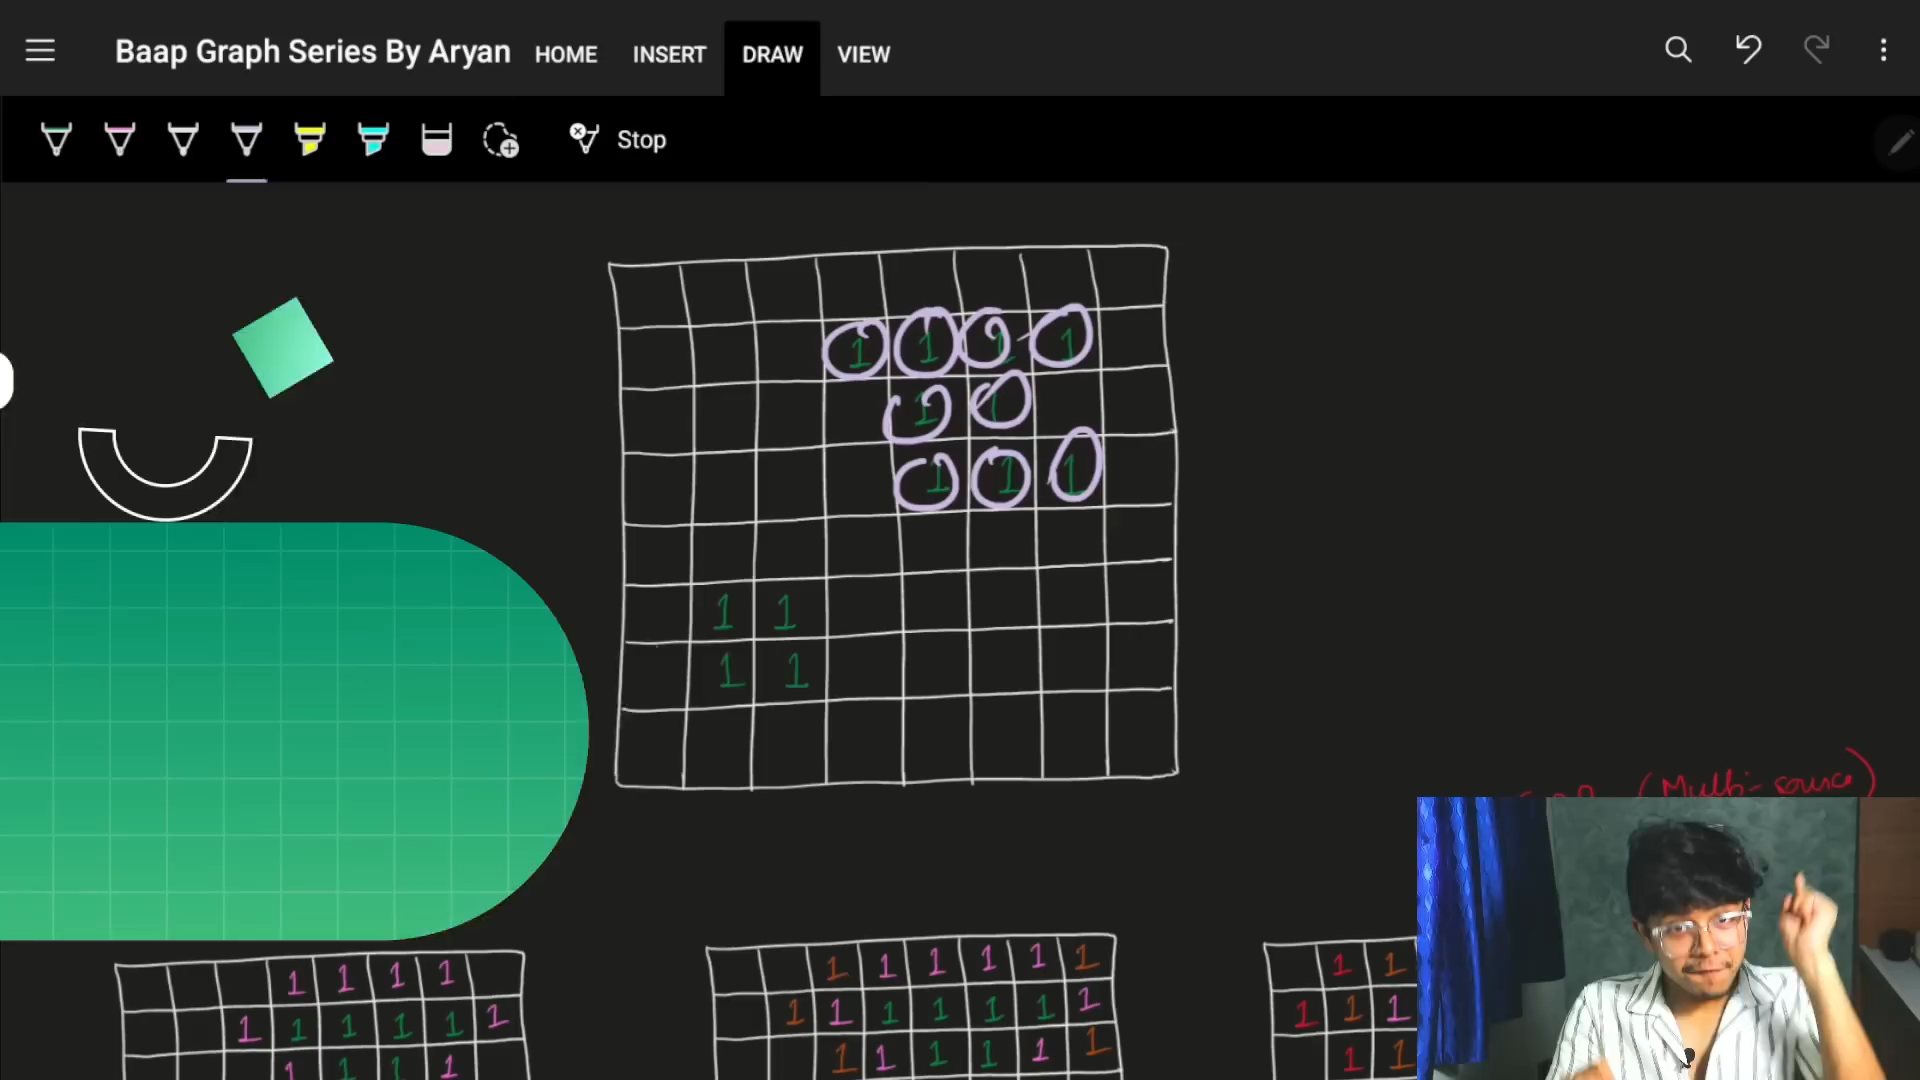 Baap Graph Series By Aryan HOME INSERT DRAW VIEW
Stop
1 1 1 1
1 1
1 1 1
1 1
1 1
(Multi-source)
1 1 1 1
1 1 1 1 1 1
1 1 1 1
1 1 1 1 1 1
1 1 1 1 1 1 1
1 1 1 1 1 1
1 1
1 1 1
1 1